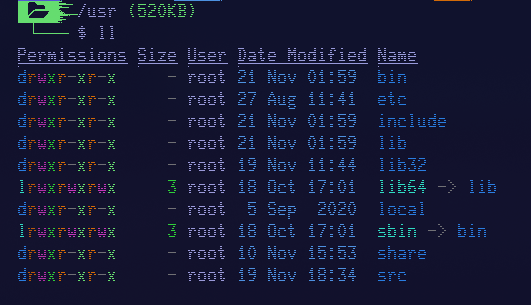 /usr (520KB)
$ ll
Permissions Size User Date Modified Name
drwxr-xr-x - root 21 Nov 01:59 bin
drwxr-xr-x - root 27 Aug 11:41 etc
drwxr-xr-x - root 21 Nov 01:59 include
drwxr-xr-x - root 21 Nov 01:59 lib
drwxr-xr-x - root 19 Nov 11:44 lib32
lrwxrwxrwx 3 root 18 Oct 17:01 lib64 -> lib
drwxr-xr-x - root 5 Sep 2020 local
lrwxrwxrwx 3 root 18 Oct 17:01 sbin -> bin
drwxr-xr-x - root 10 Nov 15:53 share
drwxr-xr-x - root 19 Nov 18:34 src